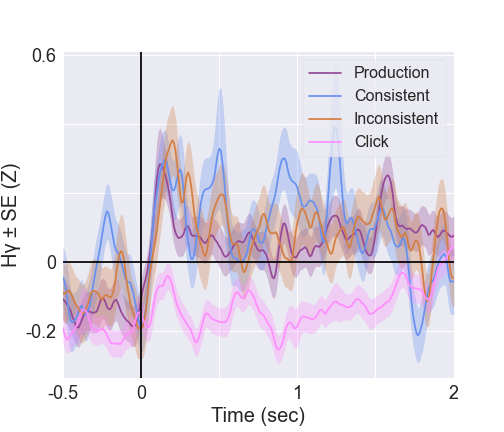 Hγ ± SE (Z)
0.6
0
-0.2
Production
Consistent
Inconsistent
Click
-0.5
0
1
2
Time (sec)